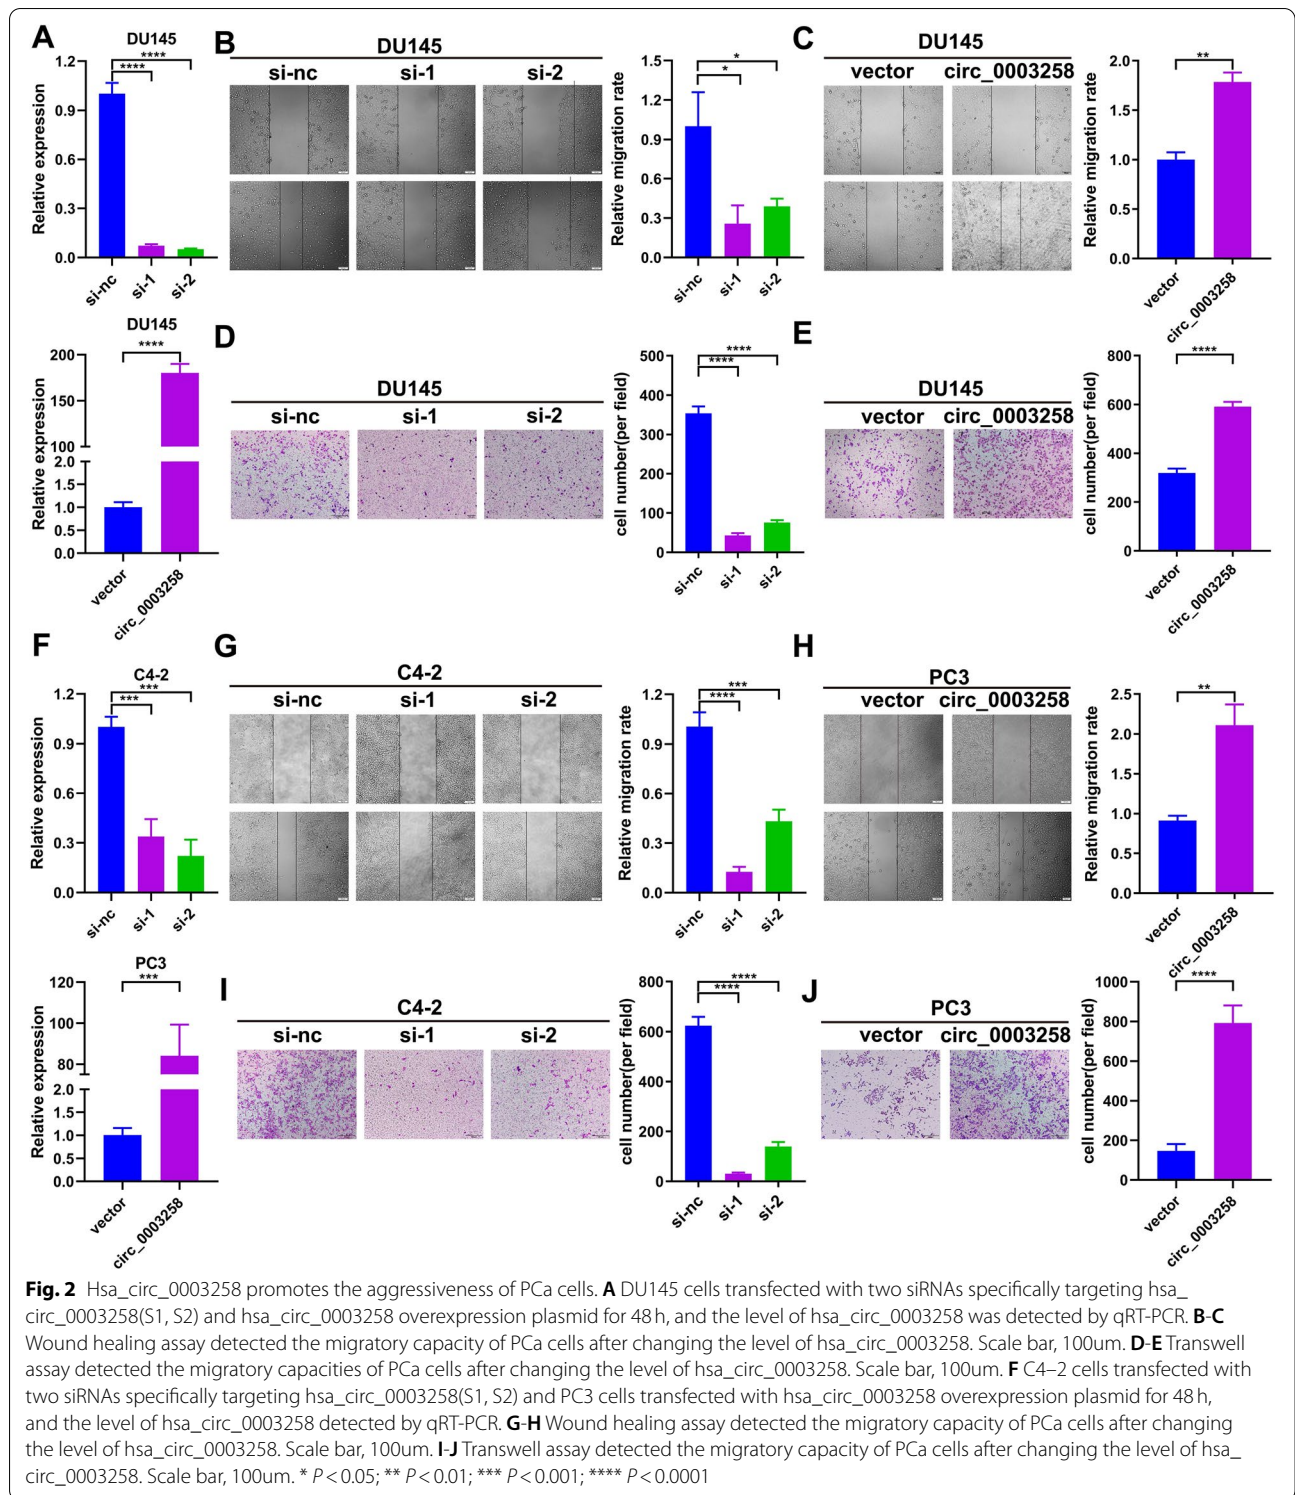 A
DU145
Relative expression
1.2
0.9
0.6
0.3
0.0
****
****
si-nc
si-1
si-2
DU145
Relative expression
200
150
100
2.0
1.5
1.0
0.5
0.0
****
vector
circ_0003258
B
DU145
si-nc si-1 si-2
Relative migration rate
1.5
1.2
0.9
0.6
0.3
0.0
*
*
si-nc
si-1
si-2
C
DU145
vector circ_0003258
Relative migration rate
2.0
1.5
1.0
0.5
0.0
**
vector
circ_0003258
D
DU145
si-nc si-1 si-2
cell number(per field)
500
400
300
200
100
0
****
****
si-nc
si-1
si-2
E
DU145
vector circ_0003258
cell number(per field)
800
600
400
200
0
****
vector
circ_0003258
F
C4-2
Relative expression
1.2
0.9
0.6
0.3
0.0
***
***
si-nc
si-1
si-2
PC3
Relative expression
120
100
80
2.0
1.5
1.0
0.5
0.0
***
vector
circ_0003258
G
C4-2
si-nc si-1 si-2
Relative migration rate
1.2
0.9
0.6
0.3
0.0
***
****
si-nc
si-1
si-2
H
PC3
vector circ_0003258
Relative migration rate
2.5
2.0
1.5
1.0
0.5
0.0
**
vector
circ_0003258
I
C4-2
si-nc si-1 si-2
cell number(per field)
800
600
400
200
0
****
****
si-nc
si-1
si-2
J
PC3
vector circ_0003258
cell number(per field)
1000
800
600
400
200
0
****
vector
circ_0003258
Fig. 2 Hsa_circ_0003258 promotes the aggressiveness of PCa cells. A DU145 cells transfected with two siRNAs specifically targeting hsa_
circ_0003258(S1, S2) and hsa_circ_0003258 overexpression plasmid for 48 h, and the level of hsa_circ_0003258 was detected by qRT-PCR. B-C
Wound healing assay detected the migratory capacity of PCa cells after changing the level of hsa_circ_0003258. Scale bar, 100um. D-E Transwell
assay detected the migratory capacities of PCa cells after changing the level of hsa_circ_0003258. Scale bar, 100um. F C4–2 cells transfected with
two siRNAs specifically targeting hsa_circ_0003258(S1, S2) and PC3 cells transfected with hsa_circ_0003258 overexpression plasmid for 48 h,
and the level of hsa_circ_0003258 detected by qRT-PCR. G-H Wound healing assay detected the migratory capacity of PCa cells after changing
the level of hsa_circ_0003258. Scale bar, 100um. I-J Transwell assay detected the migratory capacity of PCa cells after changing the level of hsa_
circ_0003258. Scale bar, 100um. * P < 0.05; ** P < 0.01; *** P < 0.001; **** P < 0.0001